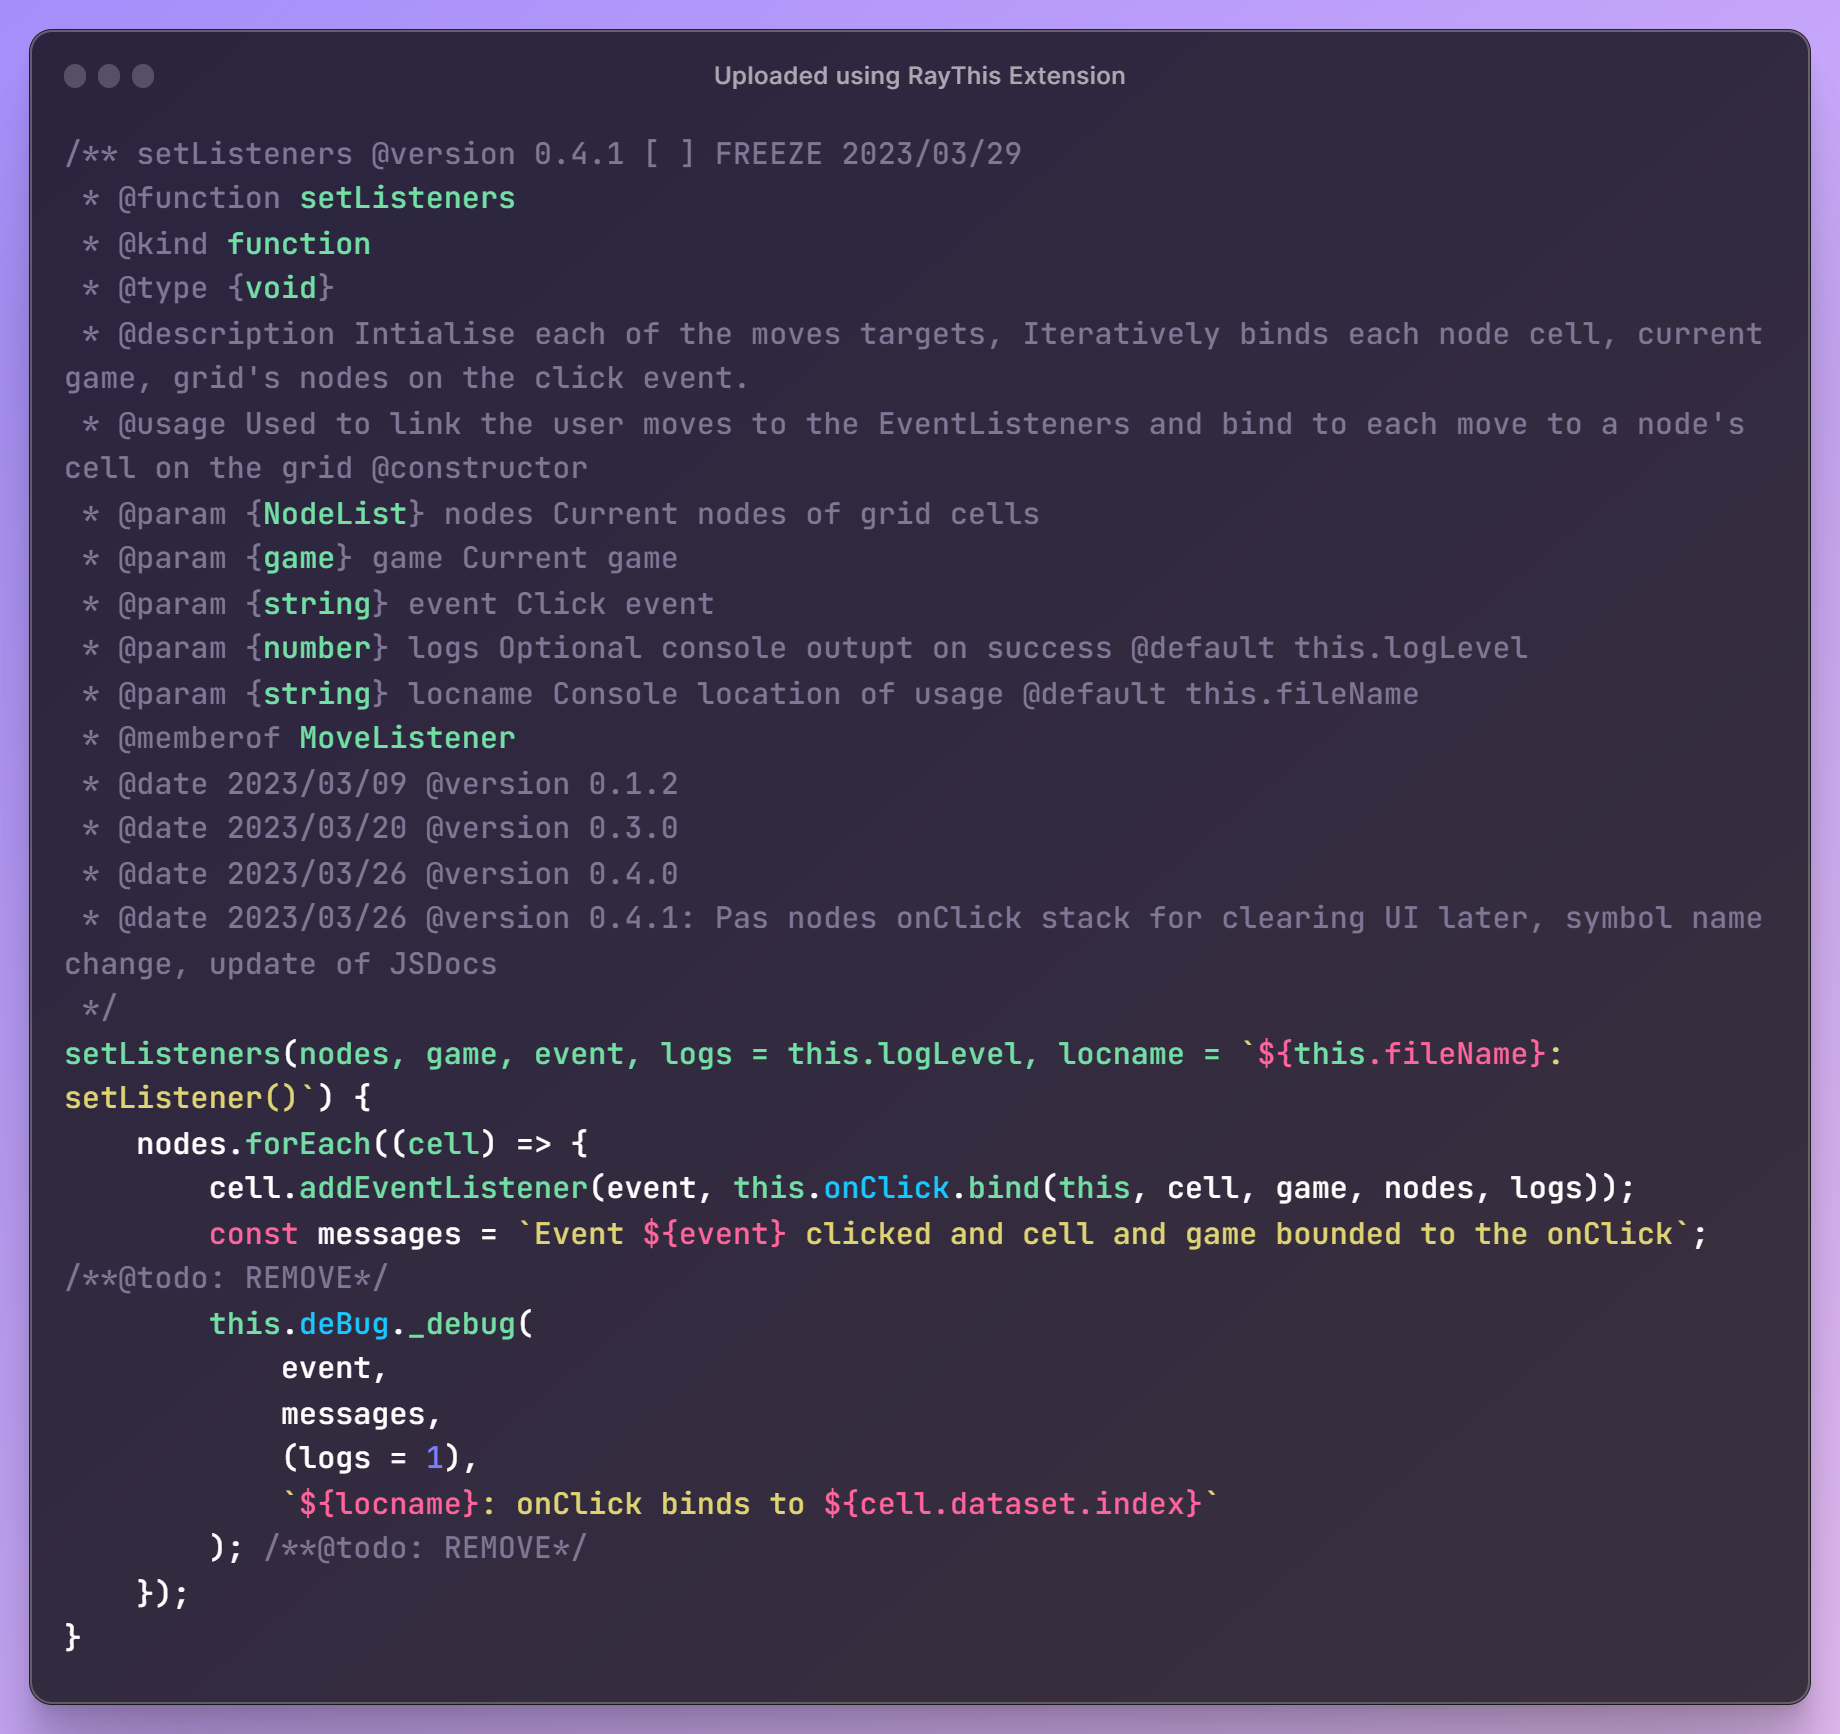 Uploaded using RayThis Extension
/** setListeners @version 0.4.1 [ ] FREEZE 2023/03/29
 * @function setListeners
 * @kind function
 * @type {void}
 * @description Intialise each of the moves targets, Iteratively binds each node cell, current
game, grid's nodes on the click event.
 * @usage Used to link the user moves to the EventListeners and bind to each move to a node's
cell on the grid @constructor
 * @param {NodeList} nodes Current nodes of grid cells
 * @param {game} game Current game
 * @param {string} event Click event
 * @param {number} logs Optional console outupt on success @default this.logLevel
 * @param {string} locname Console location of usage @default this.fileName
 * @memberof MoveListener
 * @date 2023/03/09 @version 0.1.2
 * @date 2023/03/20 @version 0.3.0
 * @date 2023/03/26 @version 0.4.0
 * @date 2023/03/26 @version 0.4.1: Pas nodes onClick stack for clearing UI later, symbol name
change, update of JSDocs
 */
setListeners(nodes, game, event, logs = this.logLevel, locname = `${this.fileName}:
setListener()`) {
    nodes.forEach((cell) => {
        cell.addEventListener(event, this.onClick.bind(this, cell, game, nodes, logs));
        const messages = `Event ${event} clicked and cell and game bounded to the onClick`;
/**@todo: REMOVE*/
        this.deBug._debug(
            event,
            messages,
            (logs = 1),
            `${locname}: onClick binds to ${cell.dataset.index}`
        ); /**@todo: REMOVE*/
    });
}